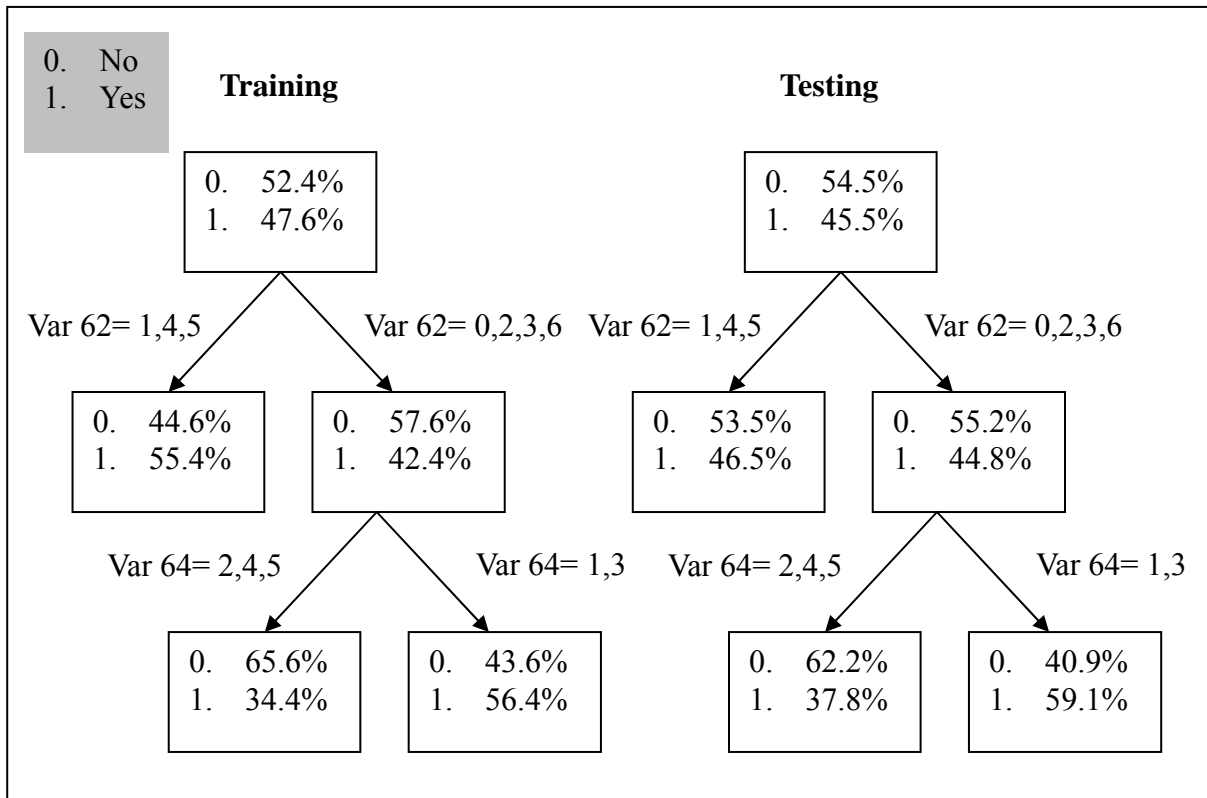 0. No
1. Yes
Training
Testing
0. 52.4%
1. 47.6%
0. 54.5%
1. 45.5%
Var 62= 1,4,5
Var 62= 0,2,3,6
Var 62= 1,4,5
Var 62= 0,2,3,6
0. 44.6%
1. 55.4%
0. 57.6%
1. 42.4%
0. 53.5%
1. 46.5%
0. 55.2%
1. 44.8%
Var 64= 2,4,5
Var 64= 1,3
Var 64= 2,4,5
Var 64= 1,3
0. 65.6%
1. 34.4%
0. 43.6%
1. 56.4%
0. 62.2%
1. 37.8%
0. 40.9%
1. 59.1%